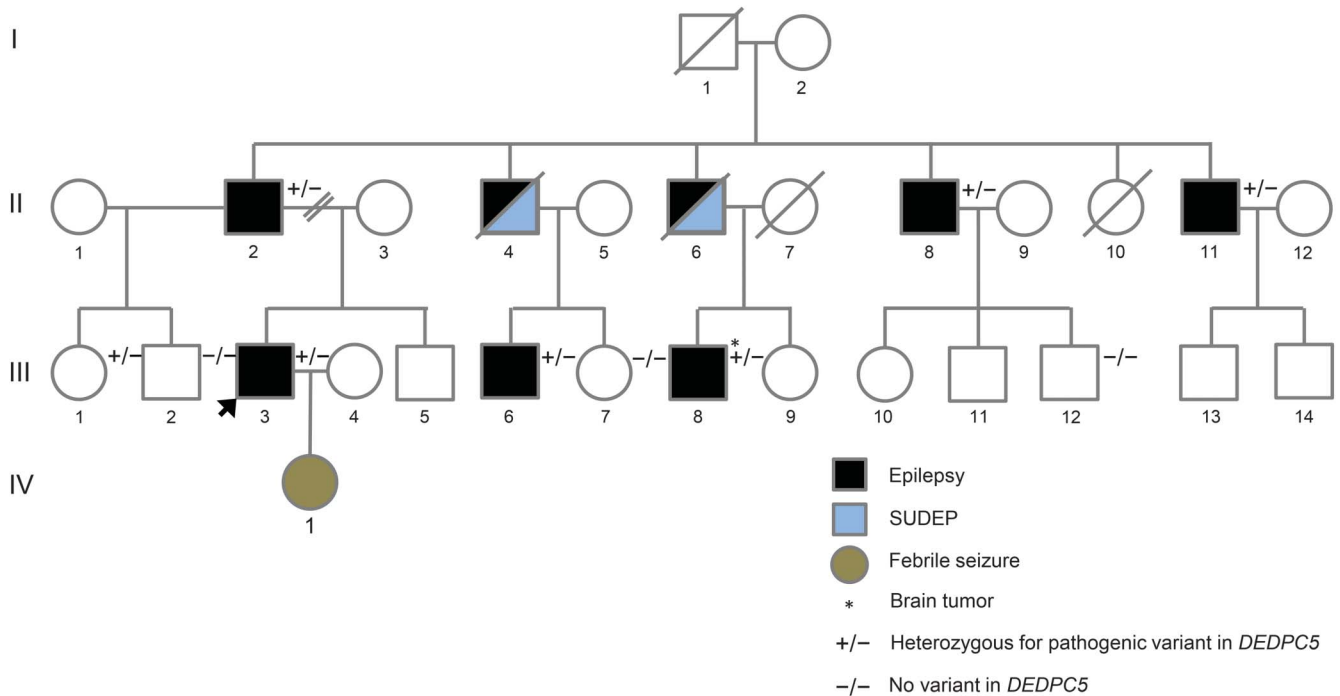 I
1 2
II
+/− +/− +/−
1 2 3 4 5 6 7 8 9 10 11 12
*
III
+/− −/− +/− +/− −/− +/− −/−
1 2 3 4 5 6 7 8 9 10 11 12 13 14
IV
1
Epilepsy
SUDEP
Febrile seizure
* Brain tumor
+/− Heterozygous for pathogenic variant in DEDPC5
−/− No variant in DEDPC5